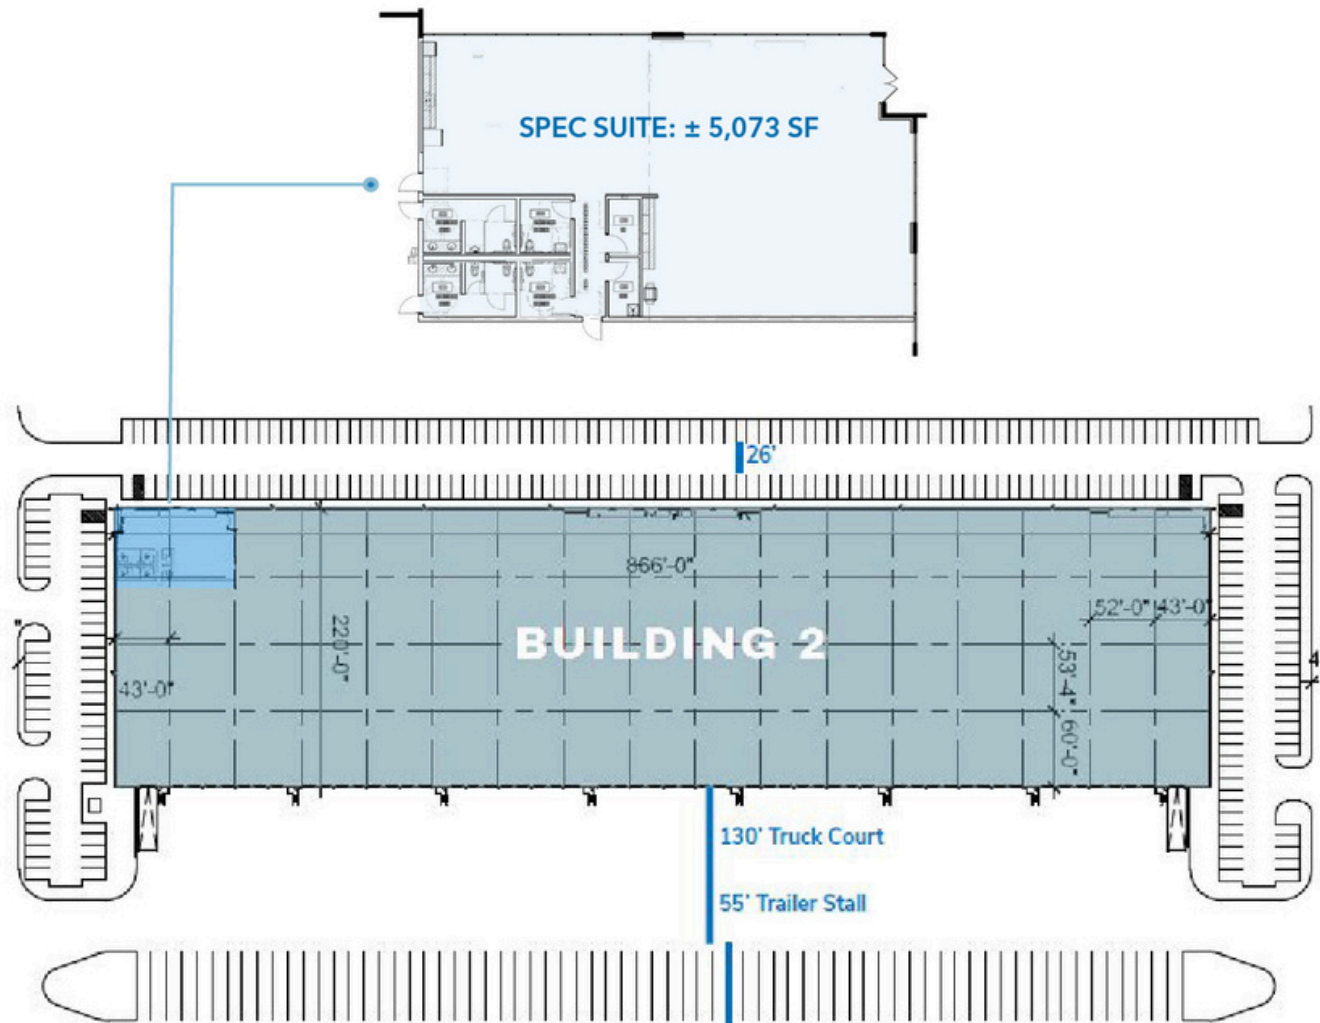 SPEC SUITE: ± 5,073 SF
26'
866'-0"
52'-0"
43'-0"
220'-0"
BUILDING 2
53'-4"
43'-0"
60'-0"
4
130' Truck Court
55' Trailer Stall